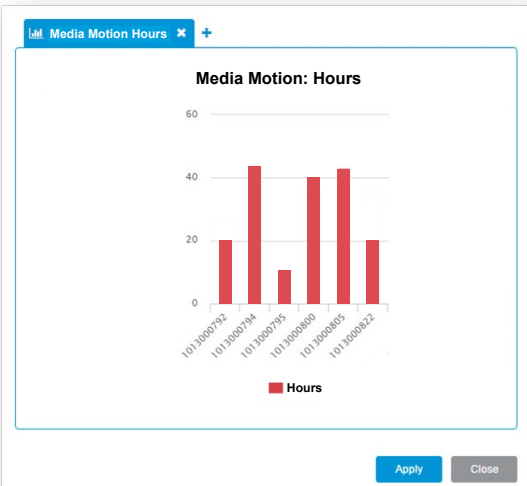 Media Motion Hours ✖ +
Media Motion: Hours
60
40
20
0
1013000792 1013000794 1013000795 1013000800 1013000805 1013000822
Hours
Apply Close